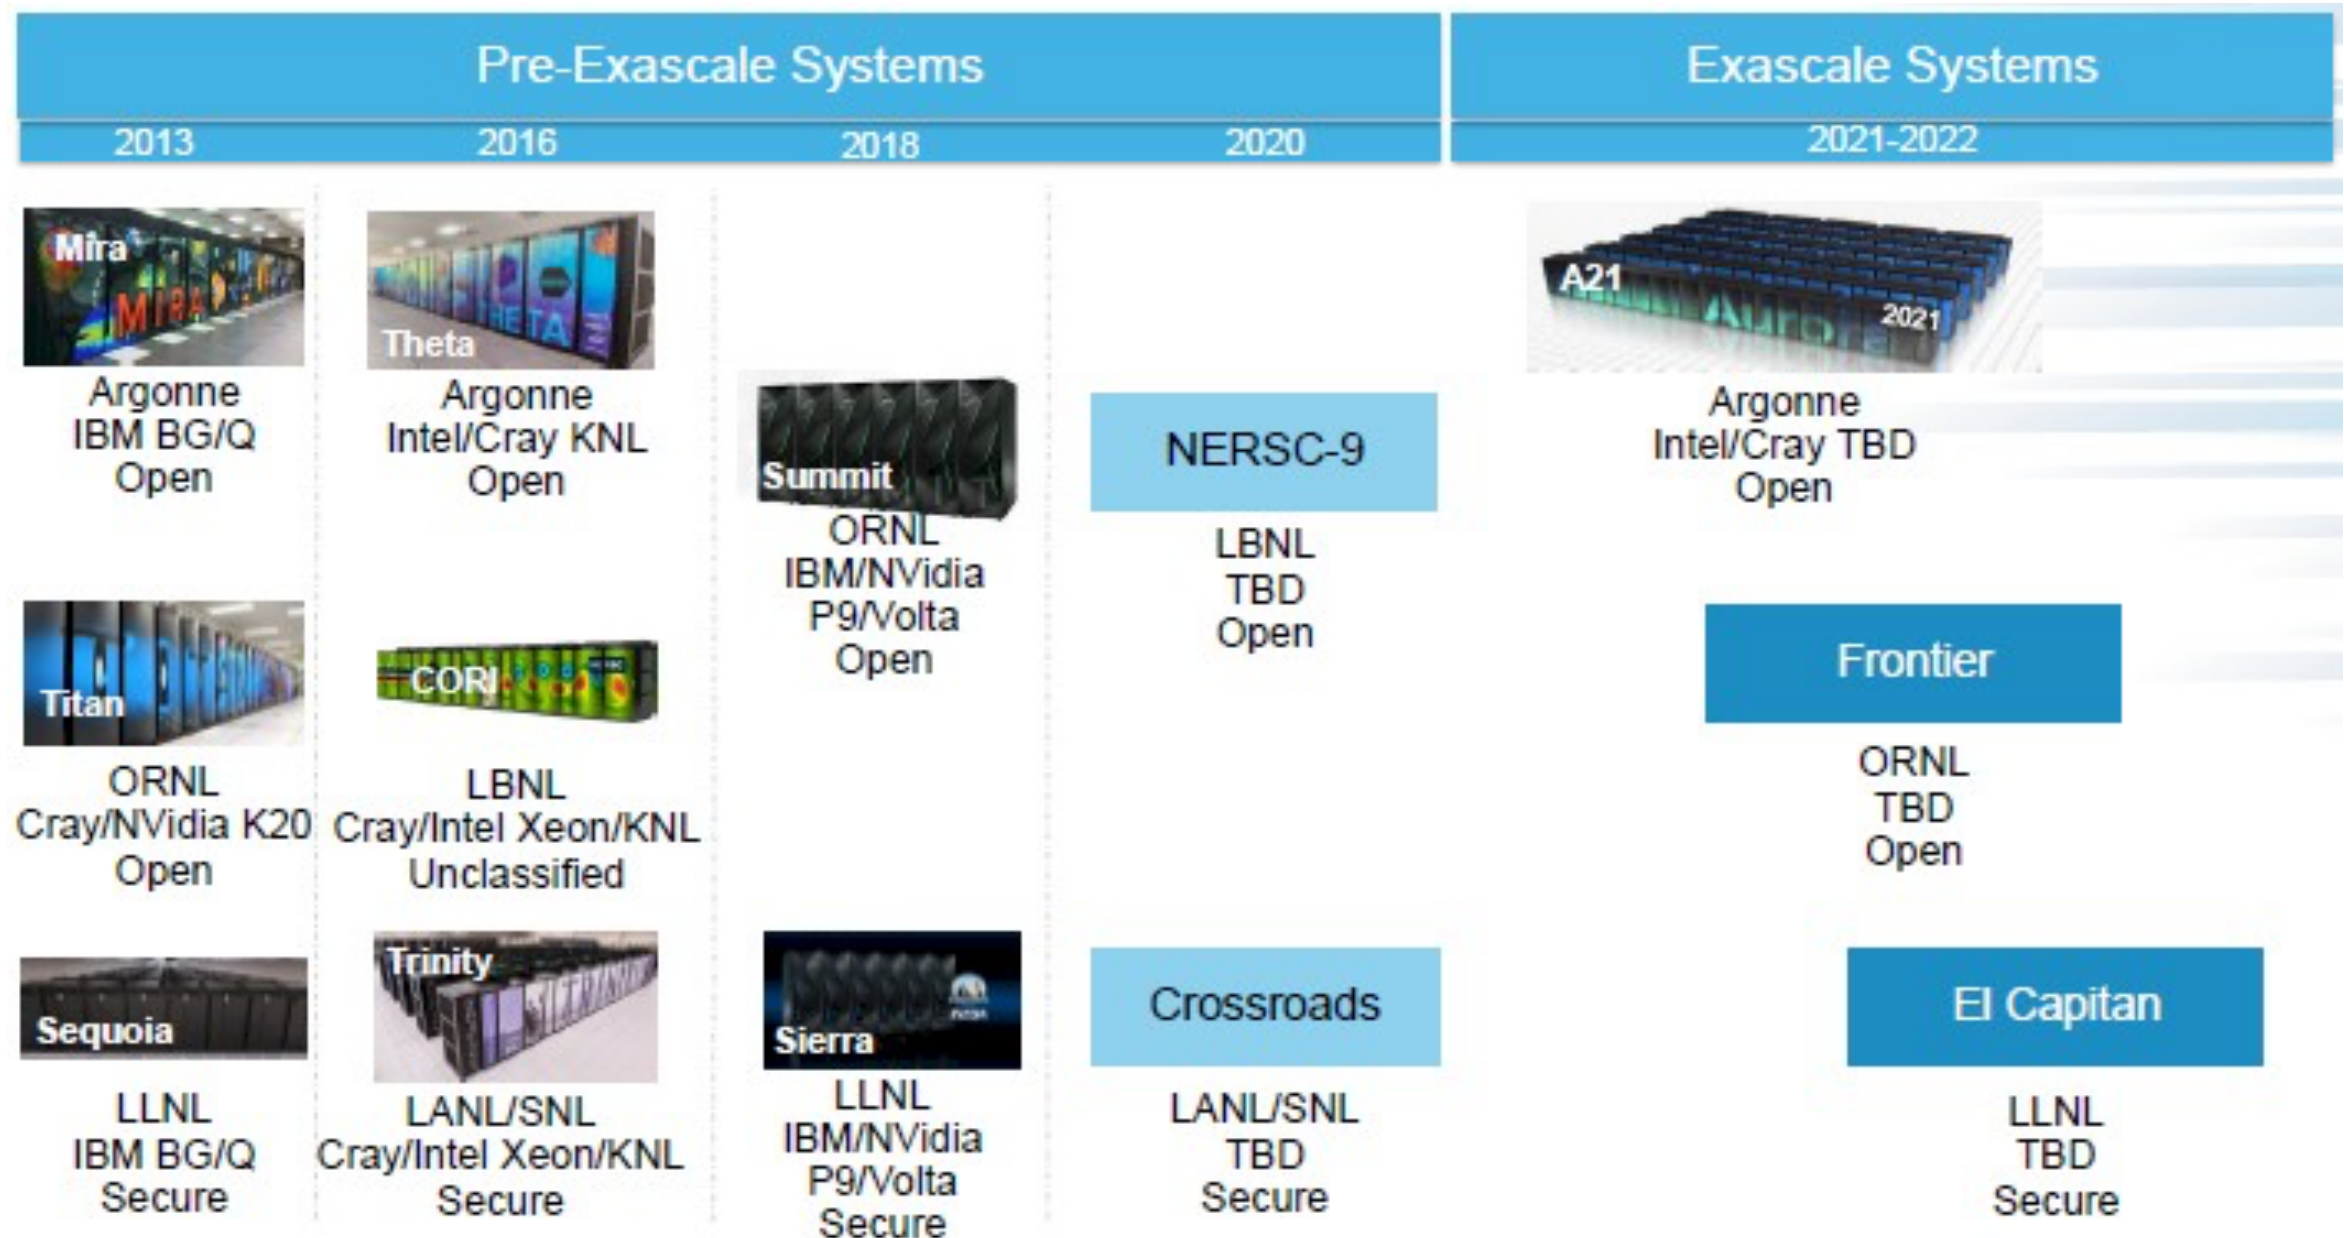 Pre-Exascale Systems
Exascale Systems
2013
2016
2018
2020
2021-2022
Mira
MIRA
Argonne
IBM BG/Q
Open
Theta
THETA
Argonne
Intel/Cray KNL
Open
Summit
ORNL
IBM/NVidia
P9/Volta
Open
NERSC-9
LBNL
TBD
Open
A21
2021
Argonne
Intel/Cray TBD
Open
Titan
ORNL
Cray/NVidia K20
Open
CORI
LBNL
Cray/Intel Xeon/KNL
Unclassified
Frontier
ORNL
TBD
Open
Sequoia
LLNL
IBM BG/Q
Secure
Trinity
LANL/SNL
Cray/Intel Xeon/KNL
Secure
Sierra
LLNL
IBM/NVidia
P9/Volta
Secure
Crossroads
LANL/SNL
TBD
Secure
El Capitan
LLNL
TBD
Secure